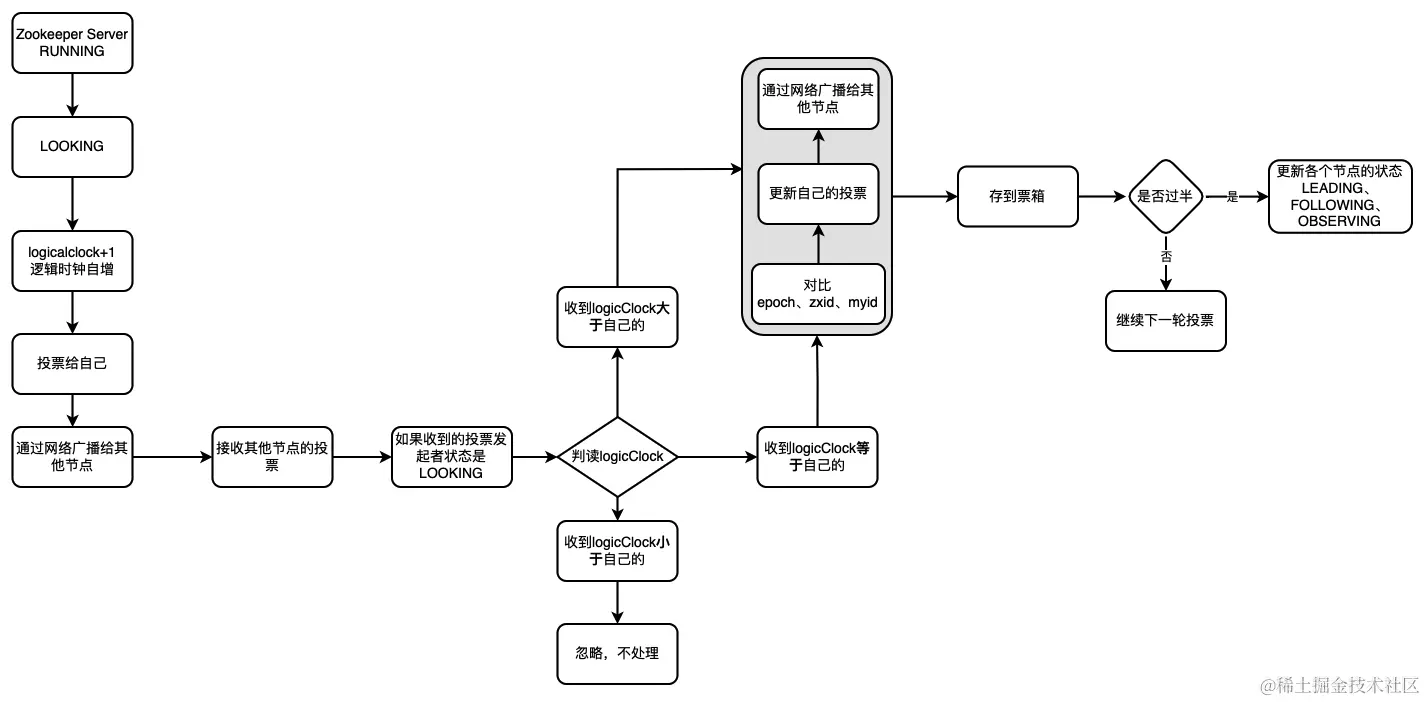 Zookeeper Server
RUNNING
LOOKING
logicalclock+1
逻辑时钟自增
投票给自己
通过网络广播给其
他节点
接收其他节点的投
票
如果收到的投票发
起者状态是
LOOKING
判读logicClock
收到logicClock大
于自己的
收到logicClock等
于自己的
收到logicClock小
于自己的
忽略，不处理
通过网络广播给其
他节点
更新自己的投票
对比
epoch、zxid、myid
存到票箱
是否过半
是
更新各个节点的状态
LEADING、
FOLLOWING、
OBSERVING
否
继续下一轮投票
@稀土掘金技术社区